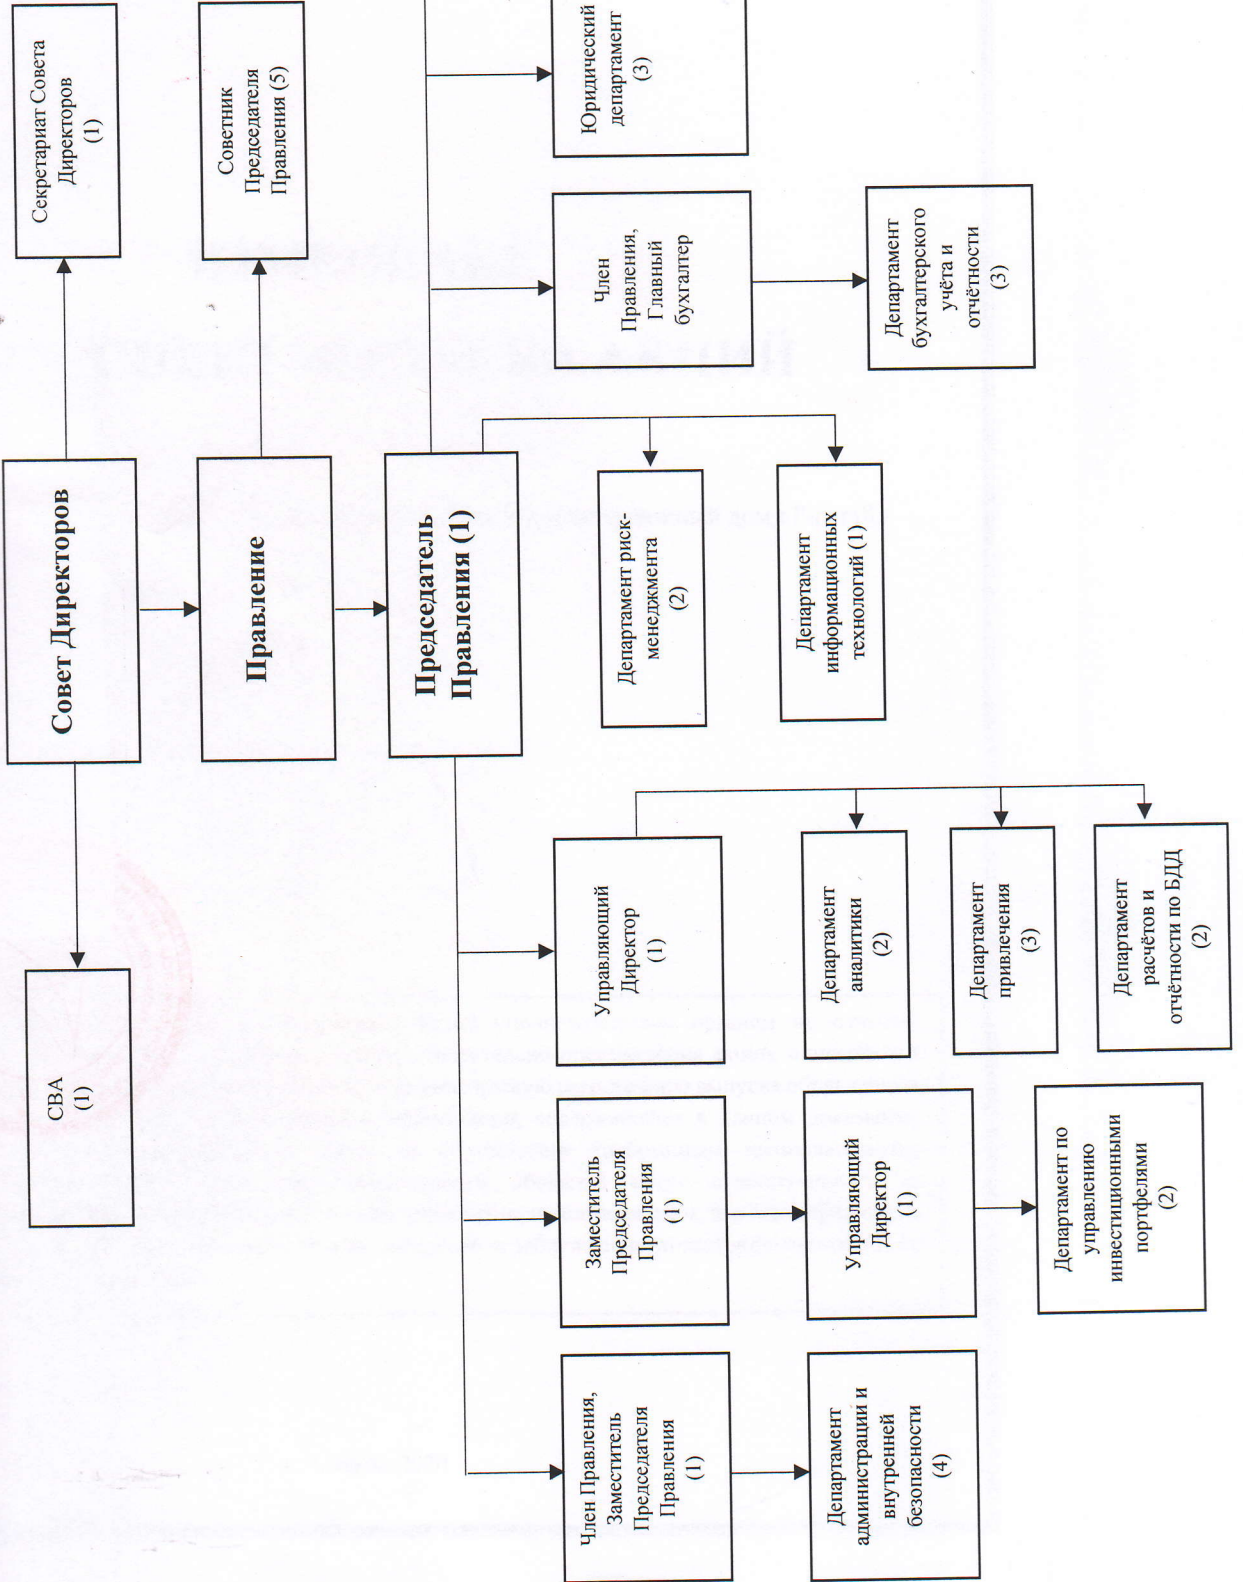 Совет Директоров
СВА
(1)
Секретариат Совета
Директоров
(1)
Правление
Советник
Председателя
Правления (5)
Председатель
Правления (1)
Член Правления,
Заместитель
Председателя
Правления
(1)
Заместитель
Председателя
Правления
(1)
Управляющий
Директор
(1)
Член
Правления,
Главный
бухгалтер
Юридический
департамент
(3)
Департамент риск-
менеджмента
(2)
Департамент
информационных
технологий (1)
Департамент
администрации и
внутренней
безопасности
(4)
Управляющий
Директор
(1)
Департамент по
управлению
инвестиционными
портфелями
(2)
Департамент
аналитики
(2)
Департамент
привлечения
(3)
Департамент
расчётов и
отчётности по БДД
(2)
Департамент
бухгалтерского
учёта и
отчётности
(3)